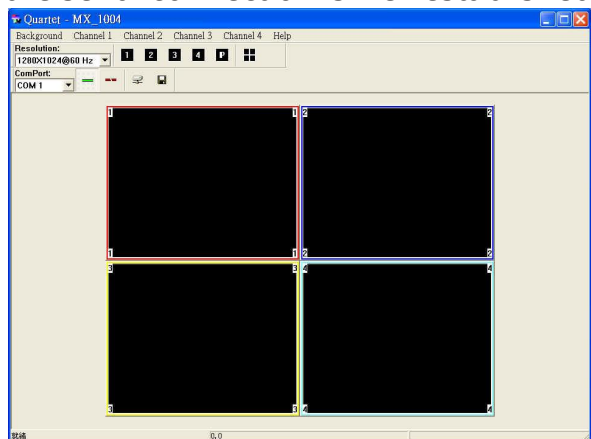 Quartet - MX_1004
Background Channel 1 Channel 2 Channel 3 Channel 4 Help
Resolution:
1280X1024@60 Hz 1 2 3 4 P
ComPort:
COM 1
1 1 2 2
1 1 2 2
3 3 4 4
3 3 4 4
就緒 0,0